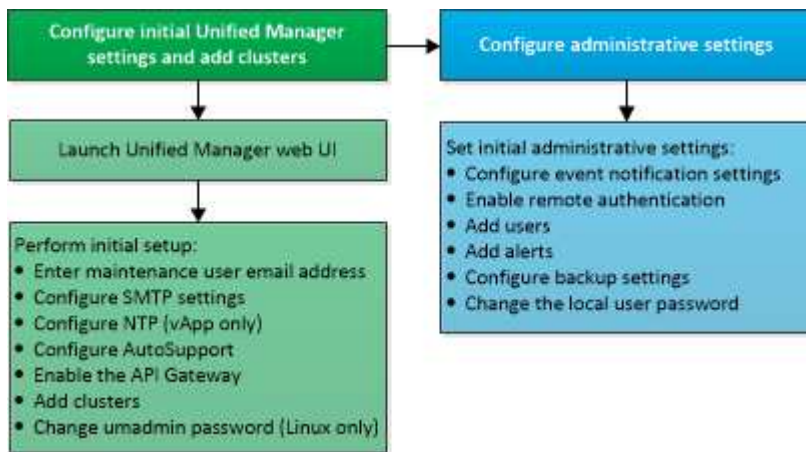 Configure initial Unified Manager
settings and add clusters
Configure administrative settings
Launch Unified Manager web UI
Set initial administrative settings:
• Configure event notification settings
• Enable remote authentication
• Add users
• Add alerts
• Configure backup settings
• Change the local user password
Perform initial setup:
• Enter maintenance user email address
• Configure SMTP settings
• Configure NTP (vApp only)
• Configure AutoSupport
• Enable the API Gateway
• Add clusters
• Change umadmin password (Linux only)